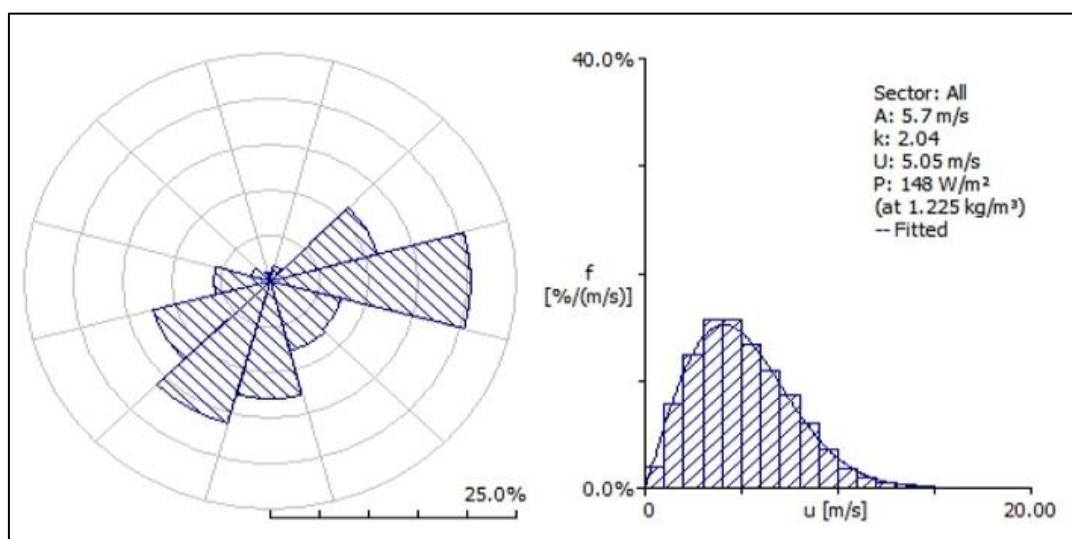 25.0%
40.0%
Sector: All
A: 5.7 m/s
k: 2.04
U: 5.05 m/s
P: 148 W/m²
(at 1.225 kg/m³)
-- Fitted
f
[%/(m/s)]
0.0%
0
u [m/s]
20.00